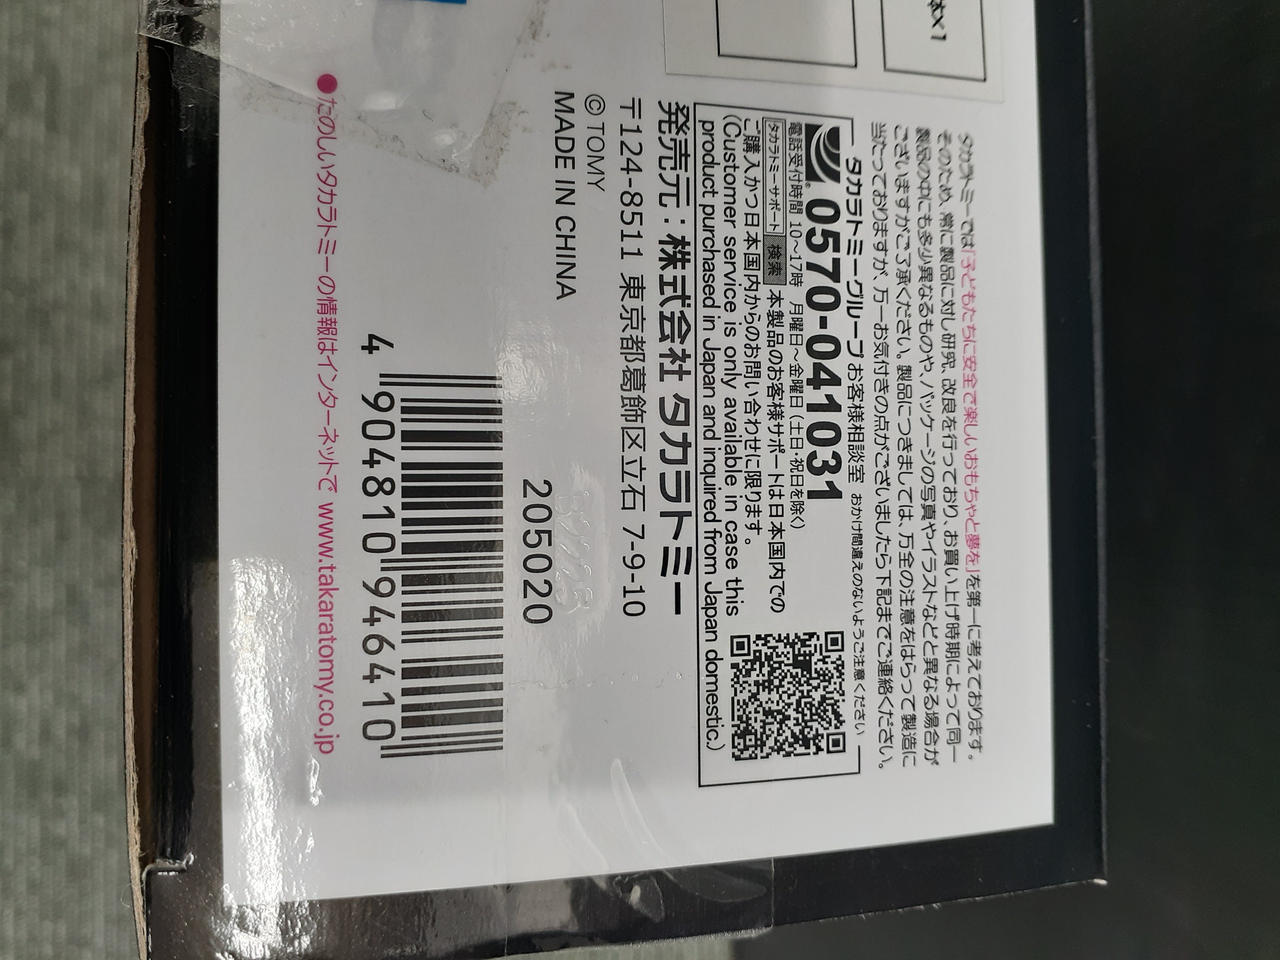 体×1
タカラトミーでは「子どもたちに安全で楽しいおもちゃと夢を」を第一に考えております。
そのため、常に製品に対し研究、改良を行っており、お買い上げ時期によって同一
製品の中にも多少異なるものや、パッケージの写真やイラストなどと異なる場合が
ございますがご了承ください。製品につきましては、万全の注意をはらって製造に
当たっておりますが、万一お気付きの点がございましたら下記までご連絡ください。
タカラトミーグループ お客様相談室 おかけ間違えのないようご注意ください
0570-041031
電話受付時間 10〜17時 月曜日〜金曜日(土日・祝日を除く)
タカラトミーサポート 検索 本製品のお客様サポートは日本国内での
ご購入かつ日本国内からのお問い合わせに限ります。
(Customer service is only available in case this
product purchased in Japan and inquired from Japan domestic.)
発売元:株式会社 タカラトミー
〒124-8511 東京都葛飾区立石 7-9-10
©TOMY
MADE IN CHINA
205020
4 904810 946410
●たのしいタカラトミーの情報はインターネットで www.takaratomy.co.jp